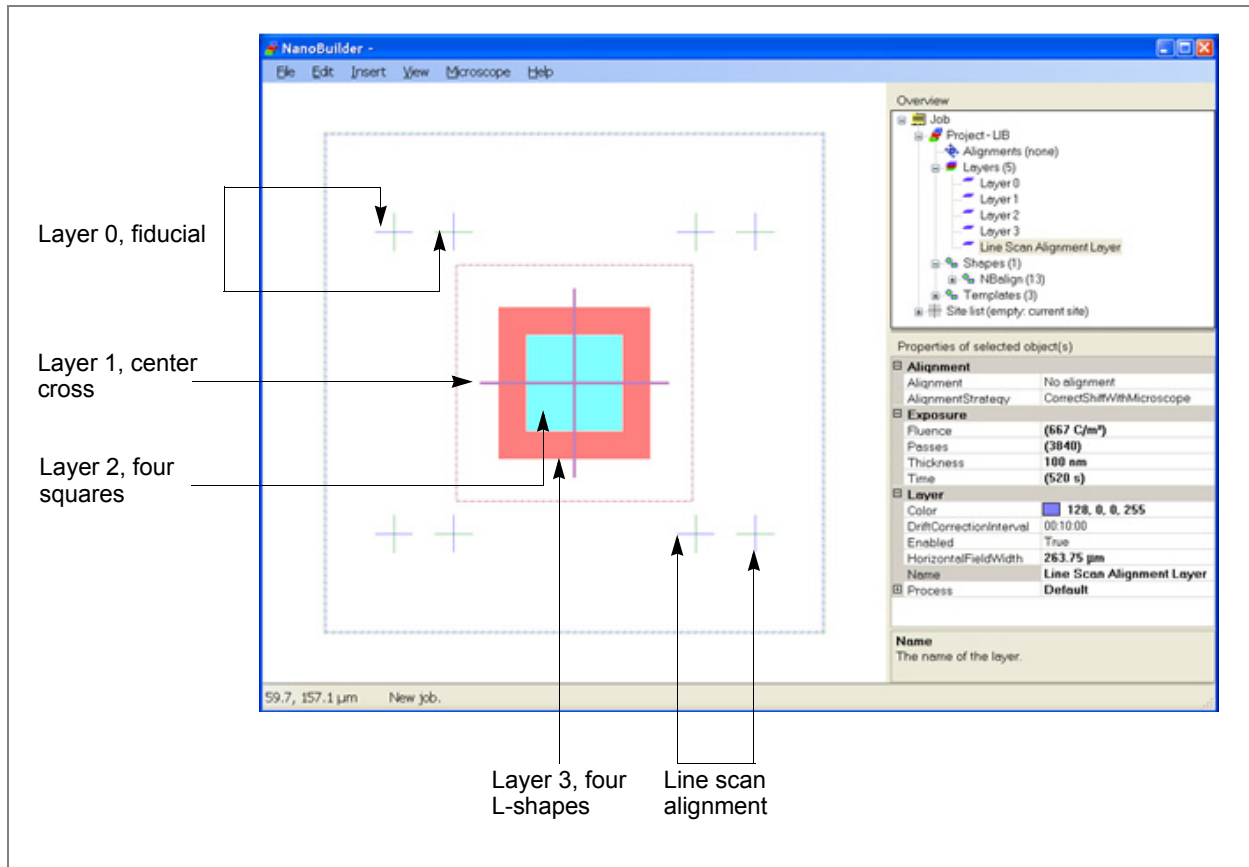 NanoBuilder -
File Edit Insert View Microscope Help
Overview
Job
Project - LIB
Alignments (none)
Layers (5)
Layer 0
Layer 1
Layer 2
Layer 3
Line Scan Alignment Layer
Shapes (1)
NBalign (13)
Templates (3)
Site list (empty: current site)
Properties of selected object(s)
Alignment
Alignment No alignment
AlignmentStrategy CorrectShiftWithMicroscope
Exposure
Fluence (667 C/m²)
Passes (3840)
Thickness 100 nm
Time (520 s)
Layer
Color 128, 0, 0, 255
DriftCorrectionInterval 00:10:00
Enabled True
HorizontalFieldWidth 263.75 µm
Name Line Scan Alignment Layer
Process Default
Name
The name of the layer.
59.7, 157.1 µm New job.
Layer 0, fiducial
Layer 1, center
cross
Layer 2, four
squares
Layer 3, four
L-shapes
Line scan
alignment